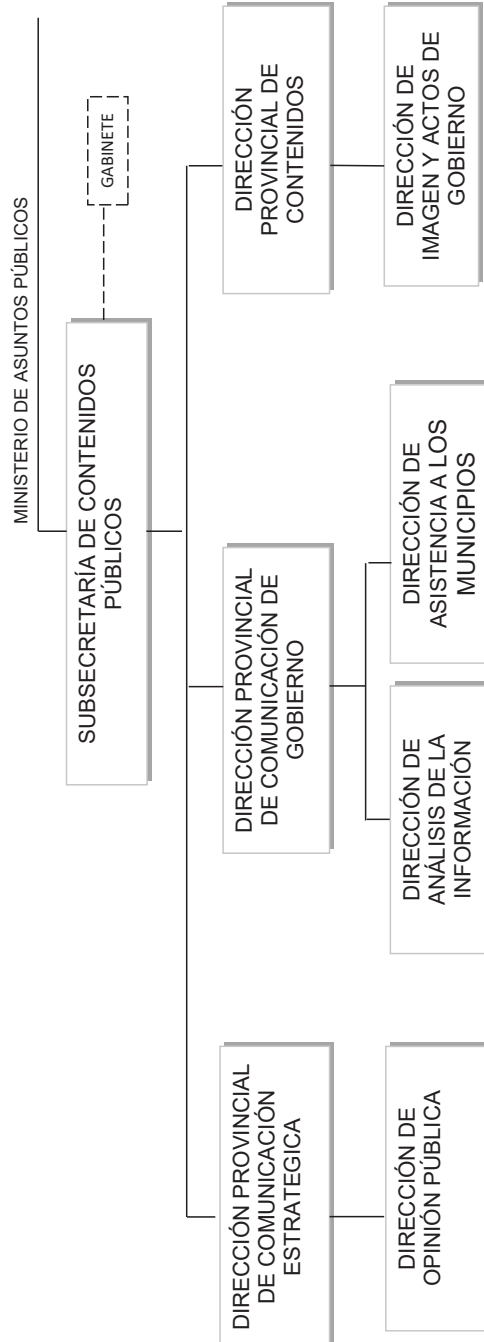 MINISTERIO DE ASUNTOS PÚBLICOS
SUBSECRETARÍA DE CONTENIDOS
PÚBLICOS
GABINETE
DIRECCIÓN PROVINCIAL
DE COMUNICACIÓN
ESTRATEGICA
DIRECCIÓN PROVINCIAL
DE COMUNICACIÓN DE
GOBIERNO
DIRECCIÓN
PROVINCIAL DE
CONTENIDOS
DIRECCIÓN DE
OPINIÓN PÚBLICA
DIRECCIÓN DE
ANÁLISIS DE LA
INFORMACIÓN
DIRECCIÓN DE
ASISTENCIA A LOS
MUNICIPIOS
DIRECCIÓN DE
IMAGEN Y ACTOS DE
GOBIERNO